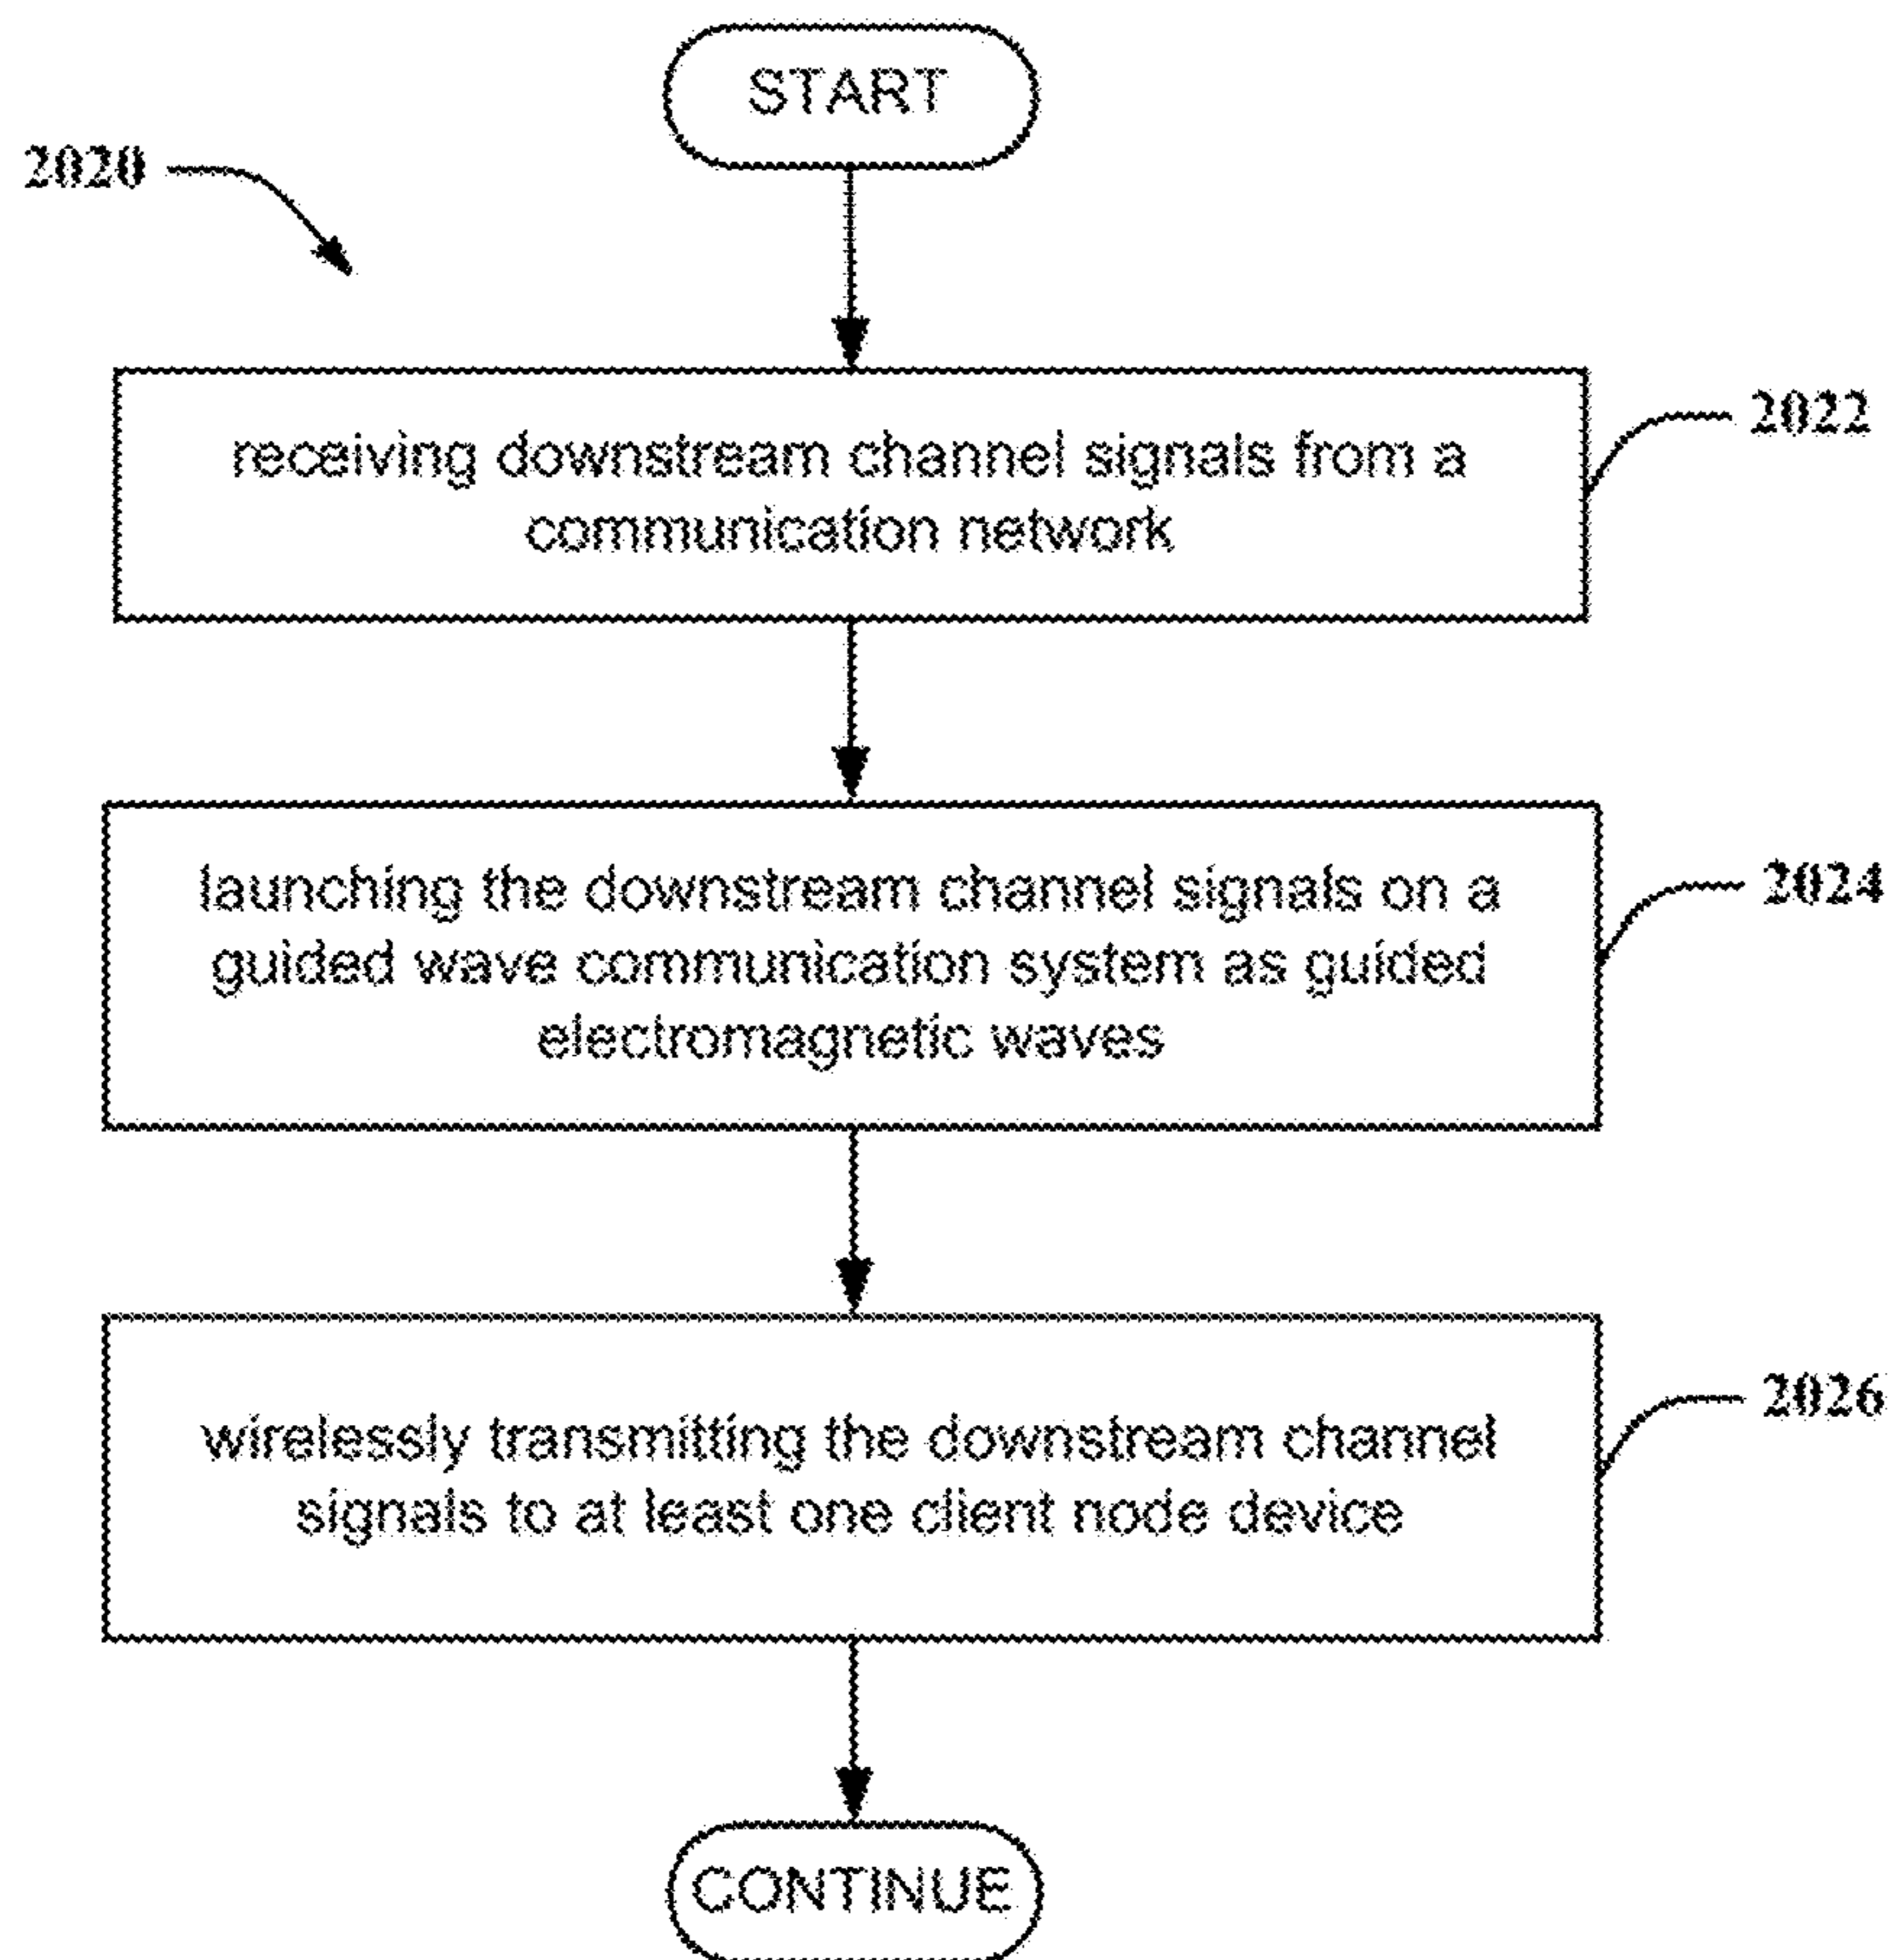 START
2020
receiving downstream channel signals from a
communication network
2022
launching the downstream channel signals on a
guided wave communication system as guided
electromagnetic waves
2024
wirelessly transmitting the downstream channel
signals to at least one client node device
2026
CONTINUE